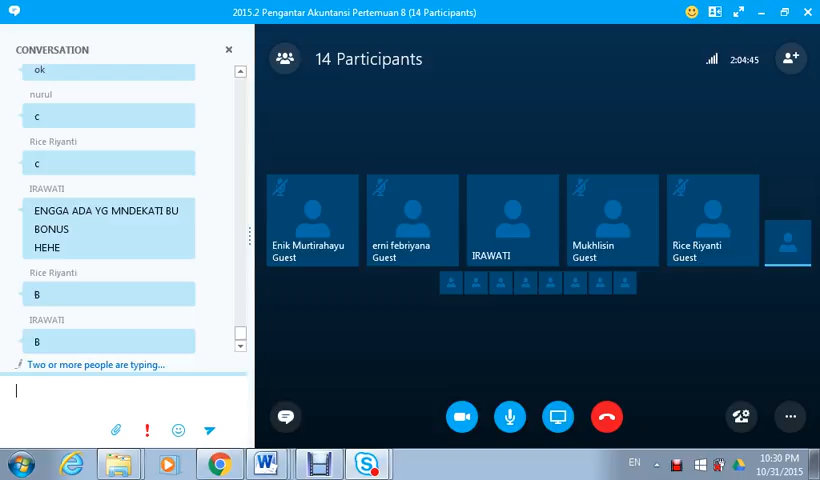 2015.2 Pengantar Akuntansi Pertemuan 8 (14 Participants)
CONVERSATION
ok
nurul
c
Rice Riyanti
c
IRAWATI
ENGGA ADA YG MNDEKATI BU
BONUS
HEHE
Rice Riyanti
B
IRAWATI
B
Two or more people are typing...
14 Participants
2:04:45
Enik Murtirahayu
Guest
erni febriyana
Guest
IRAWATI
Mukhlisin
Guest
Rice Riyanti
Guest
EN
10:30 PM
10/31/2015